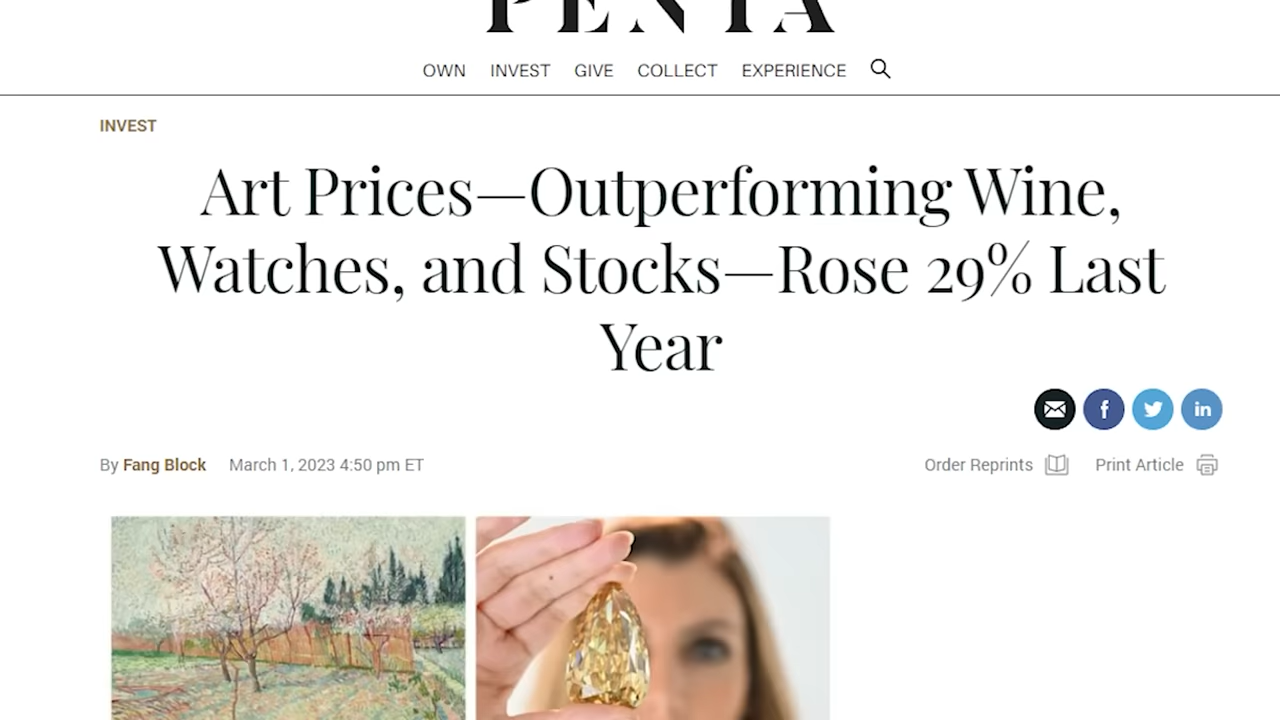 PENTA
OWN INVEST GIVE COLLECT EXPERIENCE
INVEST
Art Prices—Outperforming Wine,
Watches, and Stocks—Rose 29% Last
Year
By Fang Block March 1, 2023 4:50 pm ET
Order Reprints Print Article